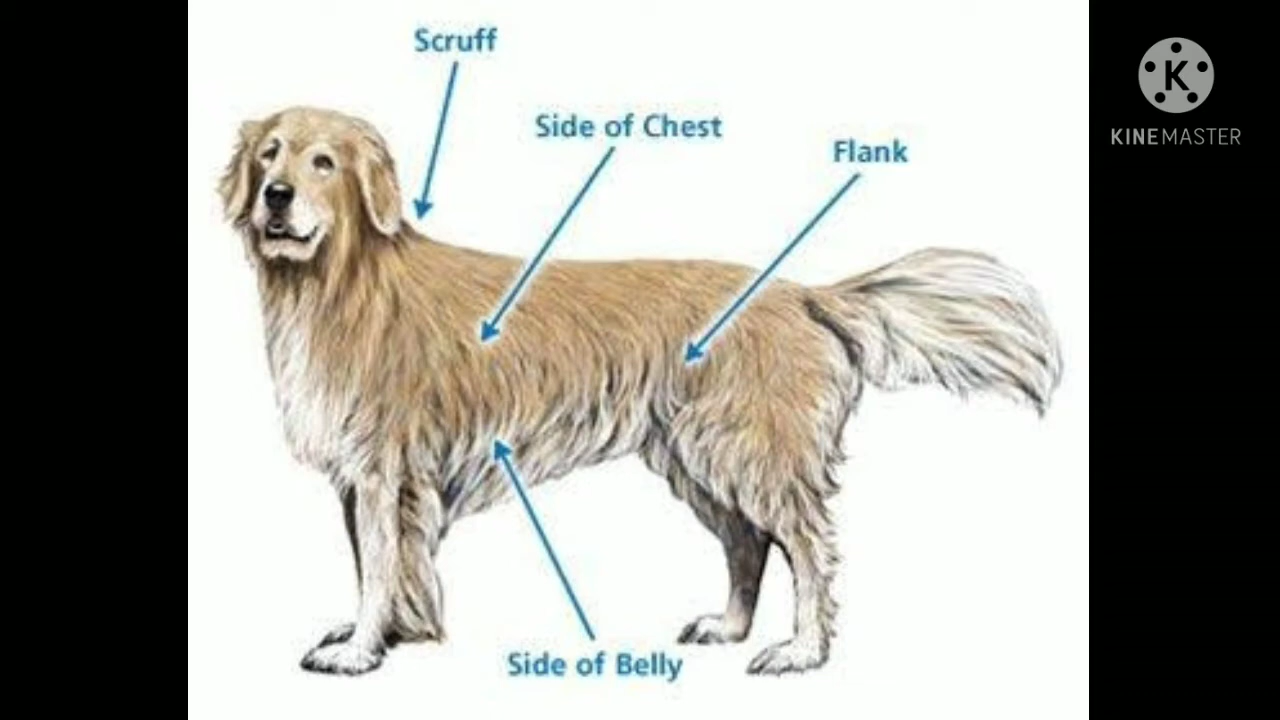 Scruff
Side of Chest
Flank
Side of Belly
K
KINEMASTER